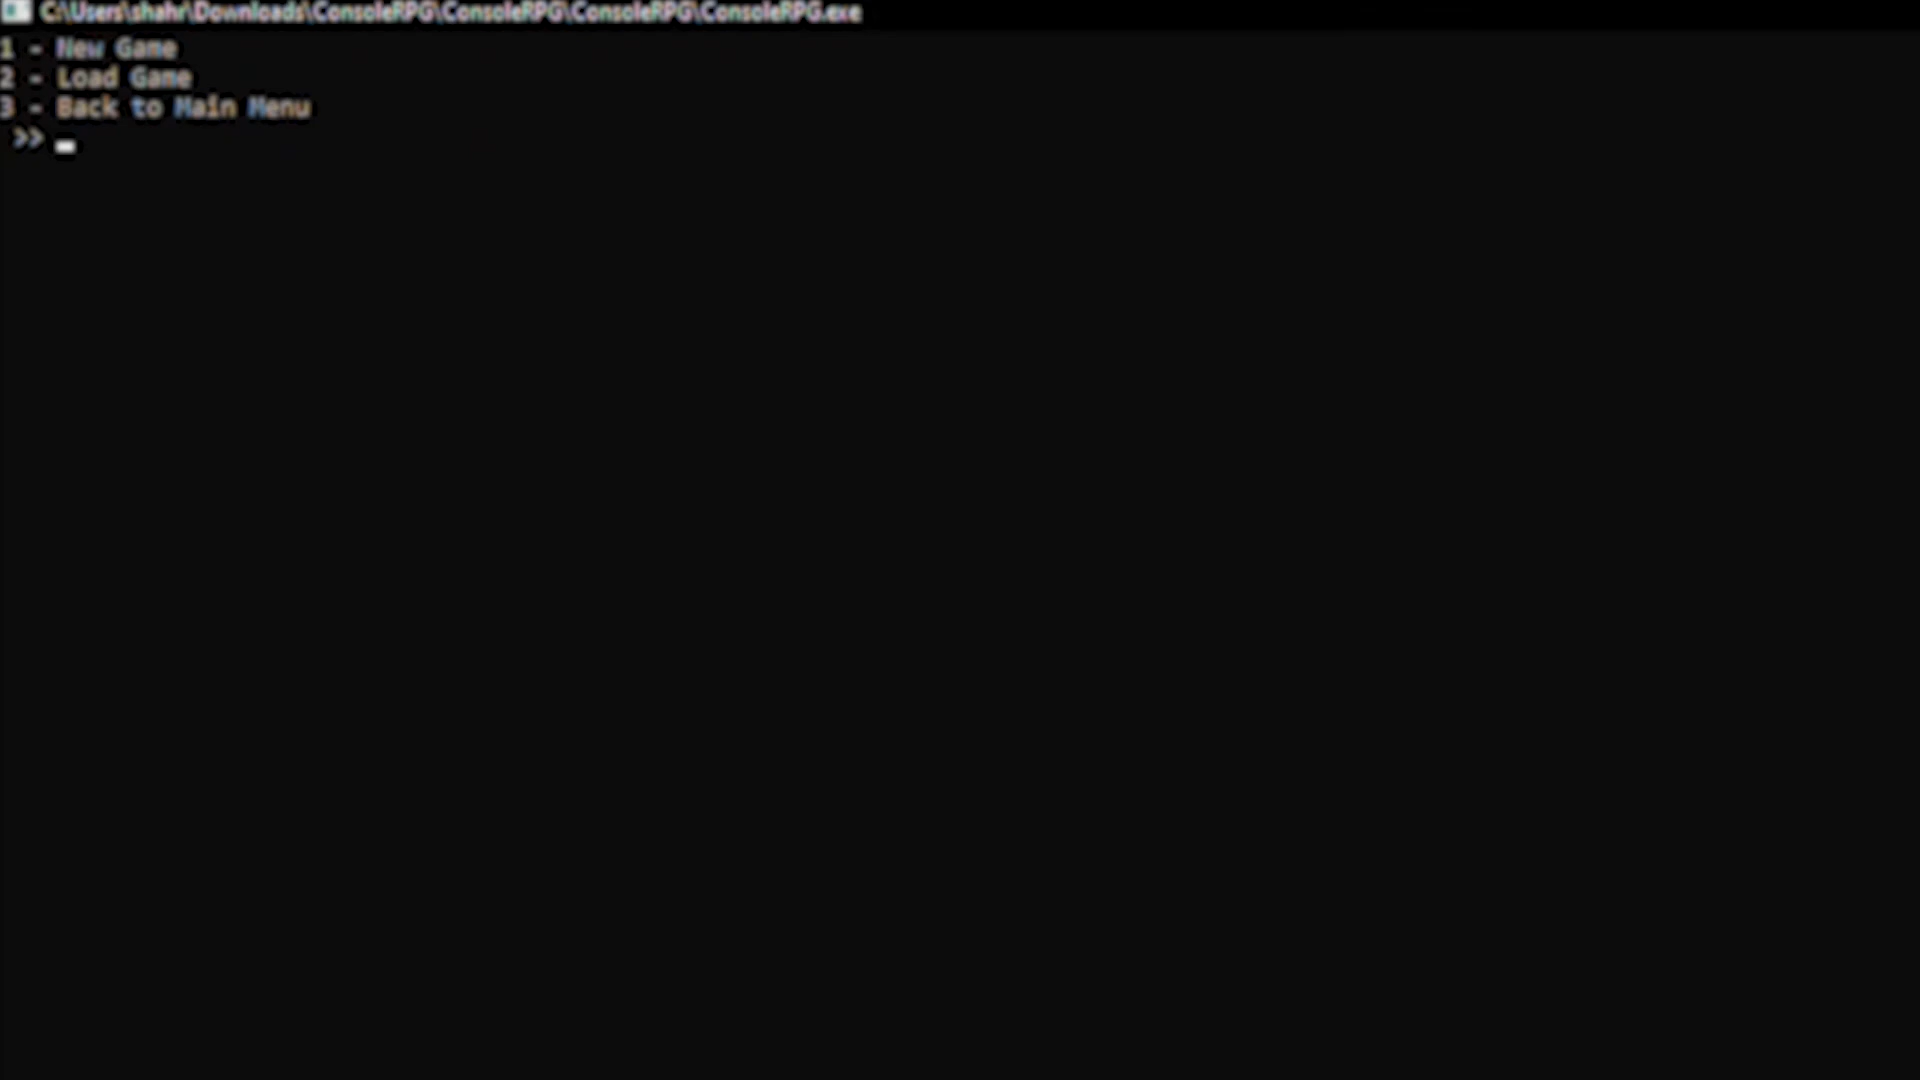 C:\Users\shahr\Downloads\ConsoleRPG\ConsoleRPG\ConsoleRPG\ConsoleRPG.exe
1 - New Game
2 - Load Game
3 - Back to Main Menu
>>